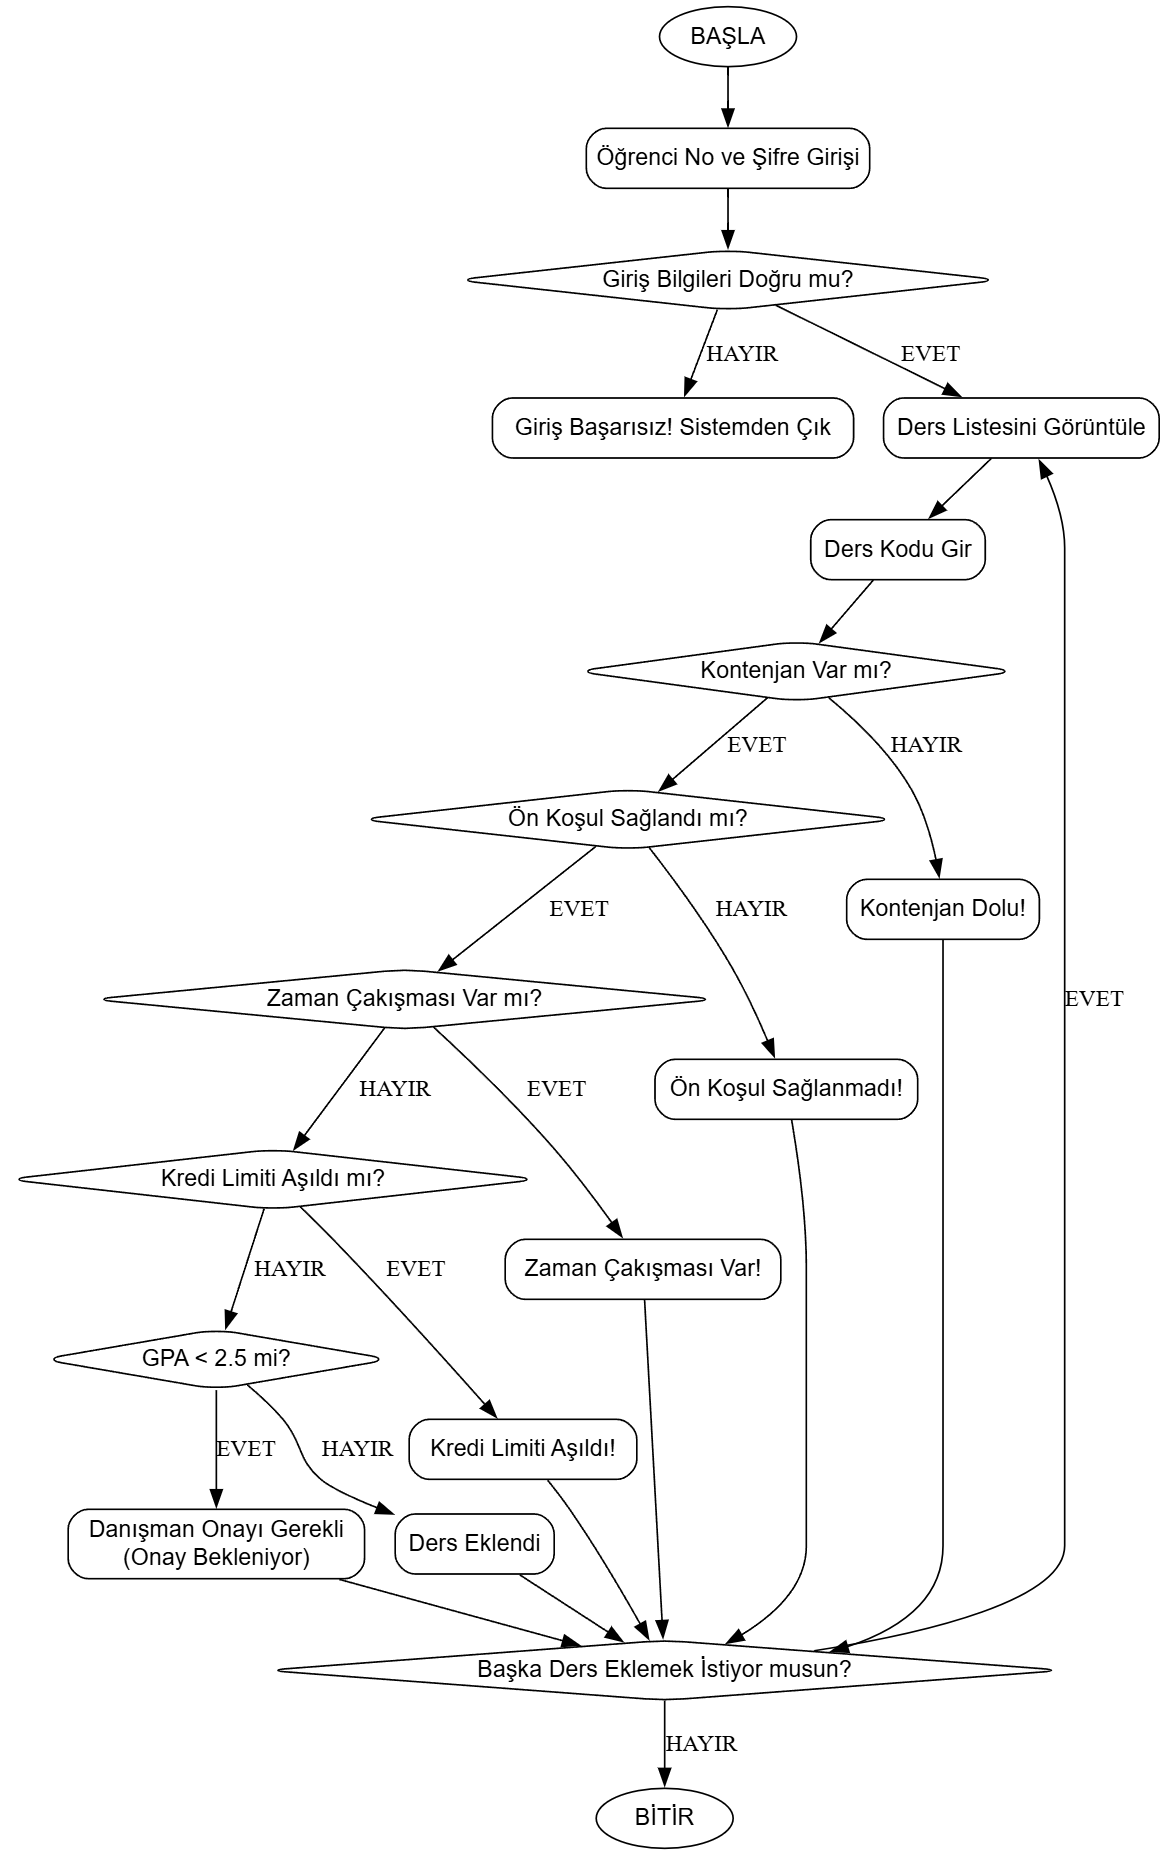 BAŞLA
Öğrenci No ve Şifre Girişi
Giriş Bilgileri Doğru mu?
HAYIR
EVET
Giriş Başarısız! Sistemden Çık
Ders Listesini Görüntüle
Ders Kodu Gir
Kontenjan Var mı?
EVET
HAYIR
Ön Koşul Sağlandı mı?
EVET
HAYIR
Kontenjan Dolu!
Zaman Çakışması Var mı?
EVET
HAYIR
EVET
Ön Koşul Sağlanmadı!
Kredi Limiti Aşıldı mı?
HAYIR
EVET
Zaman Çakışması Var!
GPA < 2.5 mi?
EVET
HAYIR
Kredi Limiti Aşıldı!
Danışman Onayı Gerekli
(Onay Bekleniyor)
Ders Eklendi
Başka Ders Eklemek İstiyor musun?
HAYIR
BİTİR